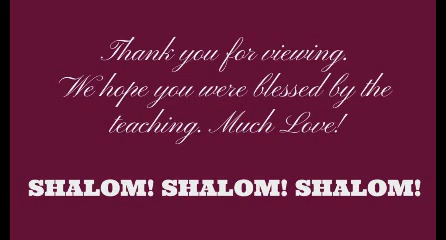 Thank you for viewing.
We hope you were blessed by the
teaching. Much Love!
SHALOM! SHALOM! SHALOM!